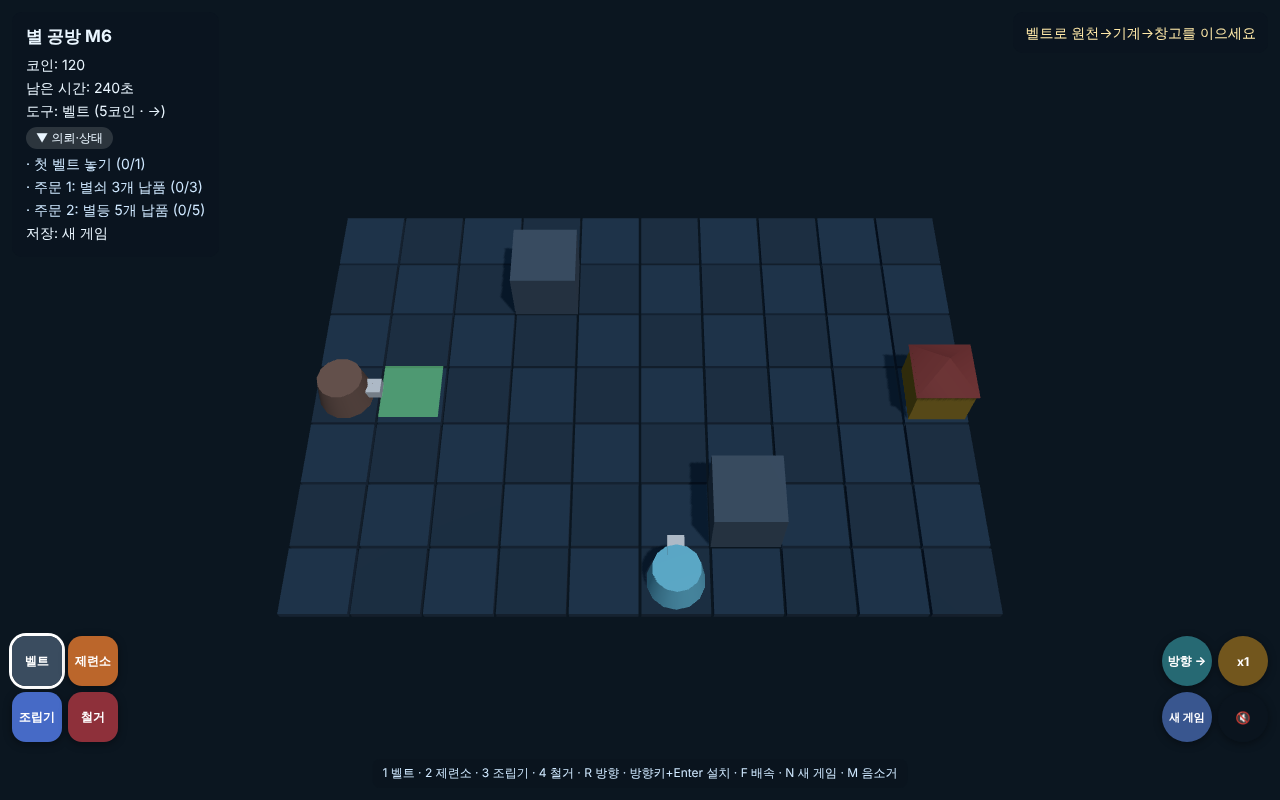 별 공방 M6
코인: 120
남은 시간: 240초
도구: 벨트 (5코인 · →)
▼ 의뢰·상태
· 첫 벨트 놓기 (0/1)
· 주문 1: 별쇠 3개 납품 (0/3)
· 주문 2: 별등 5개 납품 (0/5)
저장: 새 게임
벨트로 원천→기계→창고를 이으세요
벨트
제련소
조립기
철거
방향 →
x1
새 게임
1 벨트 · 2 제련소 · 3 조립기 · 4 철거 · R 방향 · 방향키+Enter 설치 · F 배속 · N 새 게임 · M 음소거